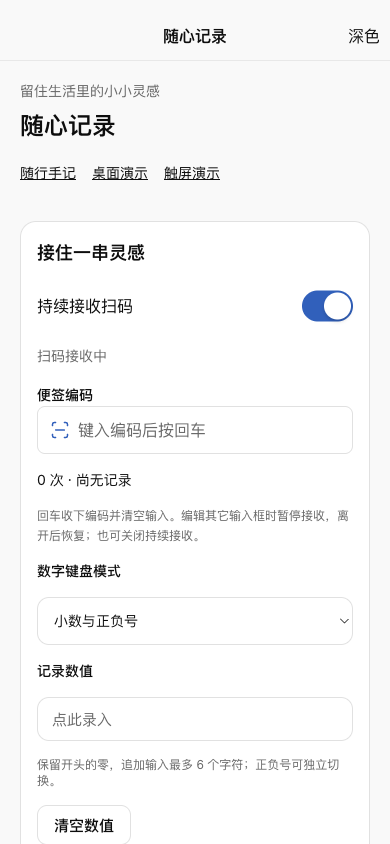 随心记录
深色
留住生活里的小小灵感
随心记录
随行手记 桌面演示 触屏演示
接住一串灵感
持续接收扫码
扫码接收中
便签编码
键入编码后按回车
0 次 · 尚无记录
回车收下编码并清空输入。编辑其它输入框时暂停接收，离
开后恢复；也可关闭持续接收。
数字键盘模式
小数与正负号
记录数值
点此录入
保留开头的零，追加输入最多 6 个字符；正负号可独立切
换。
清空数值